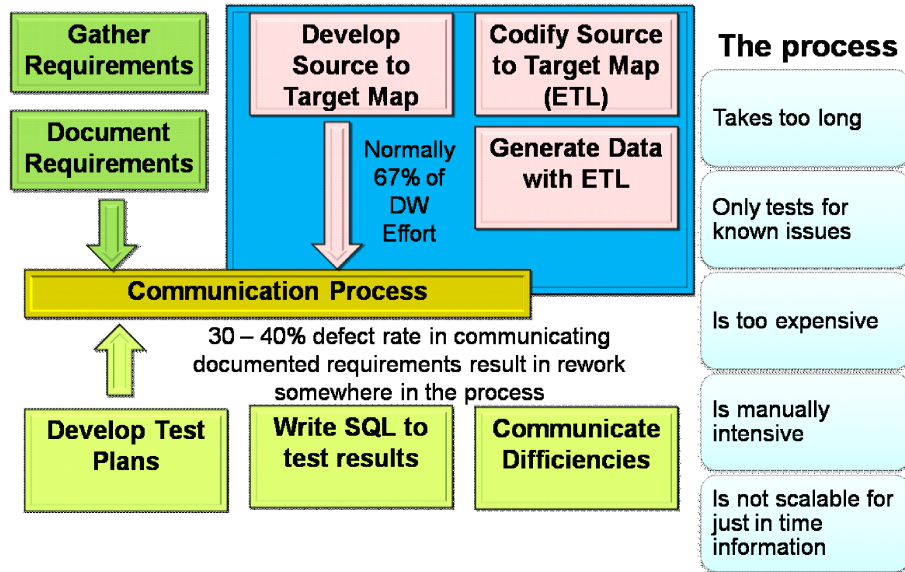 Gather
Requirements
Document
Requirements
Develop
Source to
Target Map
Codify Source
to Target Map
(ETL)
Normally
67% of
DW
Effort
Generate Data
with ETL
Communication Process
30 – 40% defect rate in communicating
documented requirements result in rework
somewhere in the process
Develop Test
Plans
Write SQL to
test results
Communicate
Difficiencies
The process
Takes too long
Only tests for
known issues
Is too expensive
Is manually
intensive
Is not scalable for
just in time
information